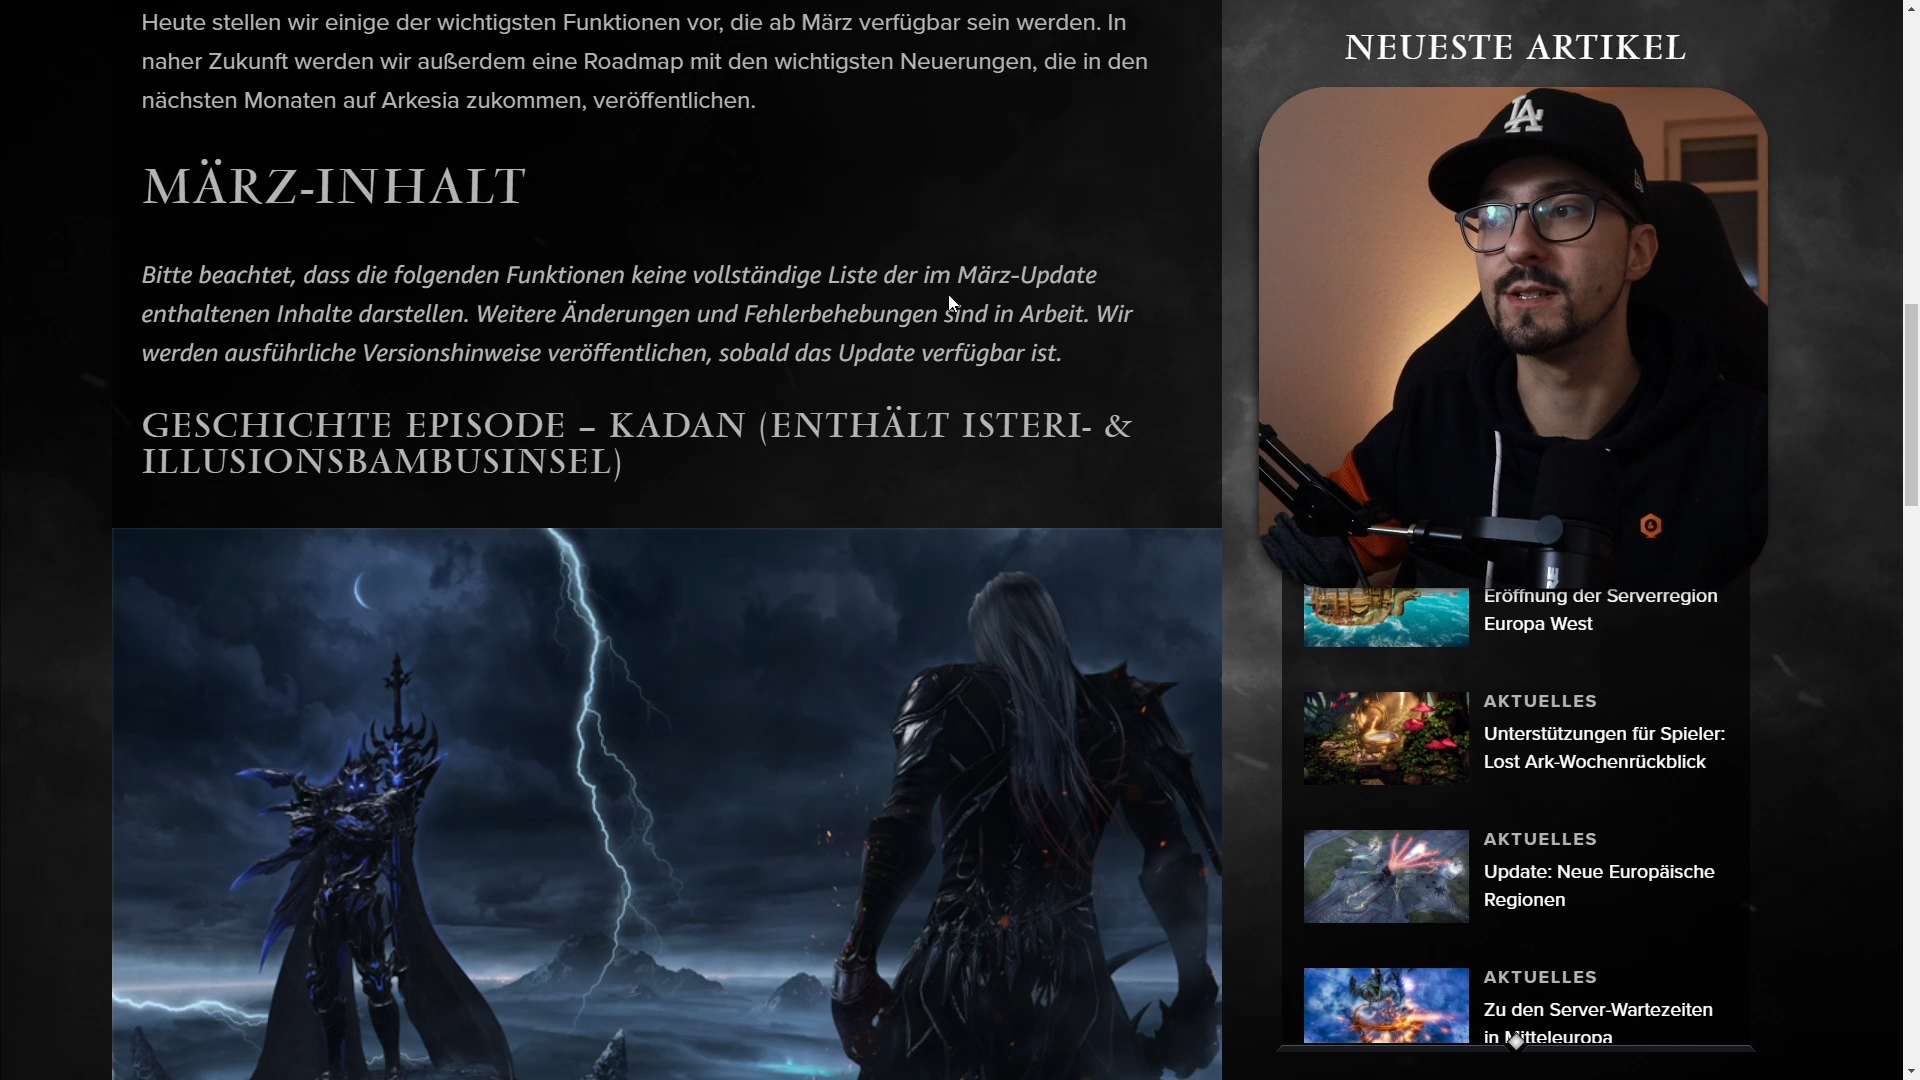 Heute stellen wir einige der wichtigsten Funktionen vor, die ab März verfügbar sein werden. In
naher Zukunft werden wir außerdem eine Roadmap mit den wichtigsten Neuerungen, die in den
nächsten Monaten auf Arkesia zukommen, veröffentlichen.
MÄRZ-INHALT
Bitte beachtet, dass die folgenden Funktionen keine vollständige Liste der im März-Update
enthaltenen Inhalte darstellen. Weitere Änderungen und Fehlerbehebungen sind in Arbeit. Wir
werden ausführliche Versionshinweise veröffentlichen, sobald das Update verfügbar ist.
GESCHICHTE EPISODE – KADAN (ENTHÄLT ISTERI- &
ILLUSIONSBAMBUSINSEL)
NEUESTE ARTIKEL
LA
Eröffnung der Serverregion
Europa West
AKTUELLES
Unterstützungen für Spieler:
Lost Ark-Wochenrückblick
AKTUELLES
Update: Neue Europäische
Regionen
AKTUELLES
Zu den Server-Wartezeiten
in Mitteleuropa